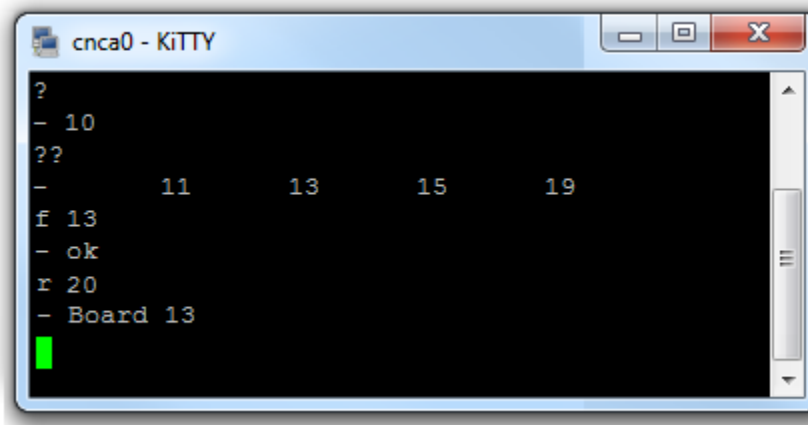 cnca0 - KiTTY
?
- 10
??
- 11 13 15 19
f 13
- ok
r 20
- Board 13